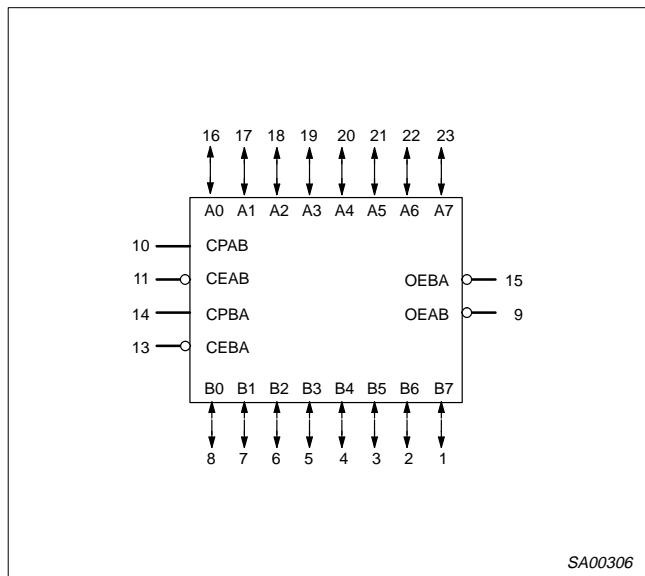 16 17 18 19 20 21 22 23
A0 A1 A2 A3 A4 A5 A6 A7
10 CPAB
11 CEAB OEBA 15
14 CPBA OEAB 9
13 CEBA
B0 B1 B2 B3 B4 B5 B6 B7
8 7 6 5 4 3 2 1
SA00306